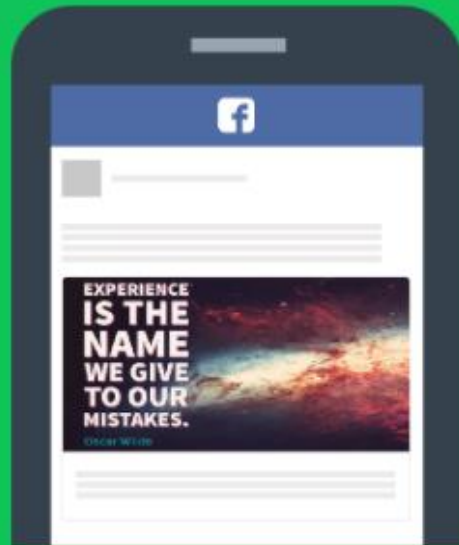 f
EXPERIENCE
IS THE
NAME
WE GIVE
TO OUR
MISTAKES.
Oscar Wilde